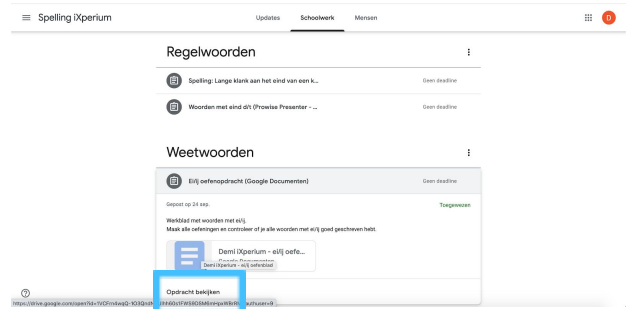 Spelling iXperium
Updates
Schoolwerk
Mensen
D
Regelwoorden
Spelling: Lange klank aan het eind van een k...
Geen deadline
Woorden met eind d/t (Prowise Presenter - ...
Geen deadline
Weetwoorden
Ei/Ij oefenopdracht (Google Documenten)
Geen deadline
Gepost op 24 sep.
Toegewezen
Werkblad met woorden met ei/ij.
Maak alle oefeningen en controleer of je alle woorden met ei/ij goed geschreven hebt.
Demi iXperium - ei/ij oefe...
Google Documenten
Demi iXperium - ei/ij oefenblad
Opdracht bekijken